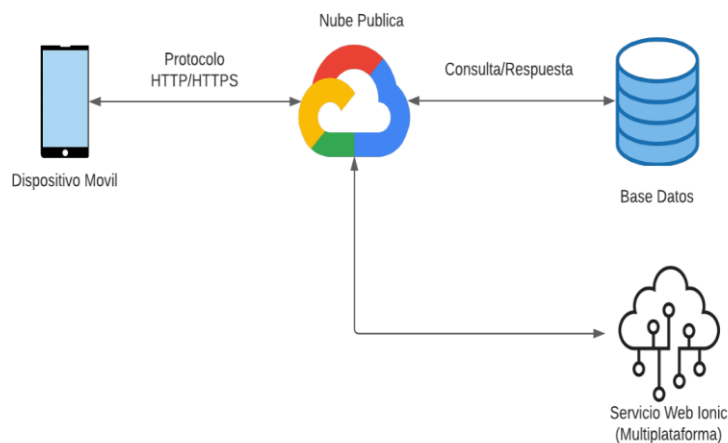 Nube Publica
Protocolo
HTTP/HTTPS
Consulta/Respuesta
Dispositivo Movil
Base Datos
Servicio Web Ionic
(Multiplataforma)